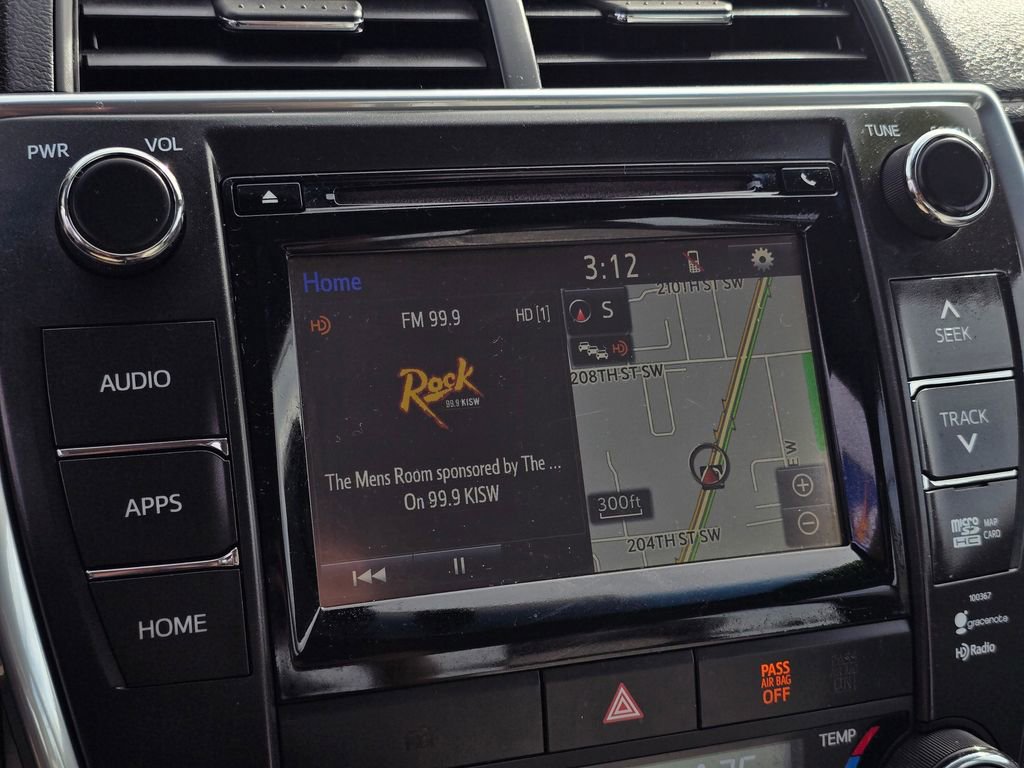 PWR
VOL
TUNE
Home
3:12
FM 99.9
HD [1]
S
HD
HD
210TH ST SW
208TH ST SW
Rock
99.9 KISW
The Mens Room sponsored by The ...
On 99.9 KISW
300ft
204TH ST SW
AUDIO
APPS
HOME
SEEK
TRACK
micro
SD
HC
MAP
CARD
100367
gracenote
HD Radio
PASS
AIR BAG
OFF
TEMP